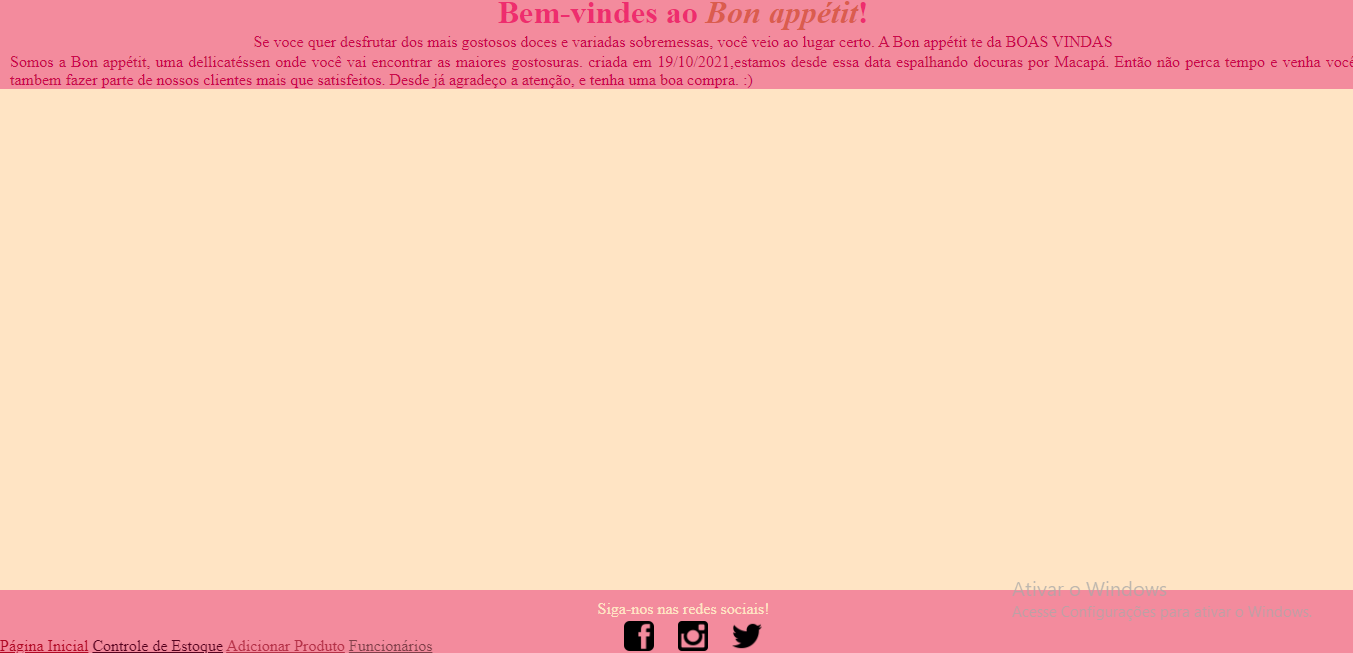 Bem-vindes ao Bon appétit!
Se voce quer desfrutar dos mais gostosos doces e variadas sobremessas, você veio ao lugar certo. A Bon appétit te da BOAS VINDAS
Somos a Bon appétit, uma dellicatéssen onde você vai encontrar as maiores gostosuras. criada em 19/10/2021,estamos desde essa data espalhando docuras por Macapá. Então não perca tempo e venha você
tambem fazer parte de nossos clientes mais que satisfeitos. Desde já agradeço a atenção, e tenha uma boa compra. :)
Ativar o Windows
Acesse Configurações para ativar o Windows.
Siga-nos nas redes sociais!
Página Inicial Controle de Estoque Adicionar Produto Funcionários